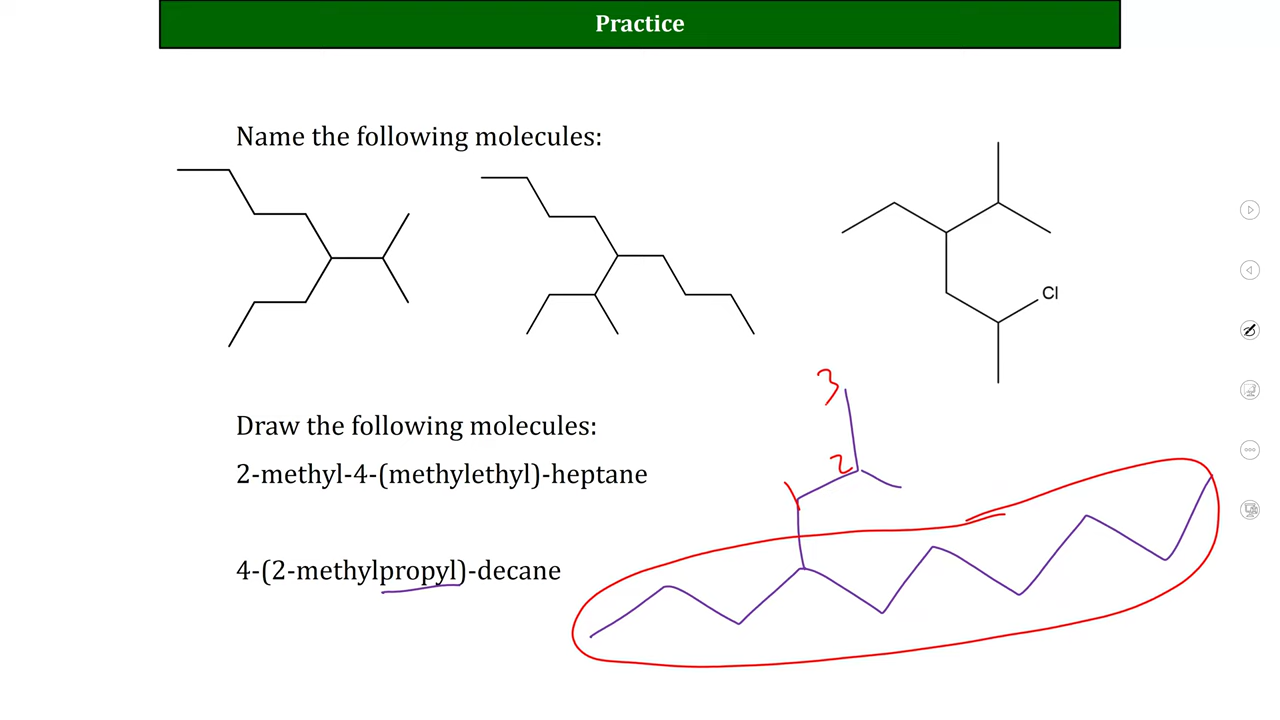 Practice
Name the following molecules:
Cl
3
Draw the following molecules:
2
2-methyl-4-(methylethyl)-heptane
1
4-(2-methylpropyl)-decane